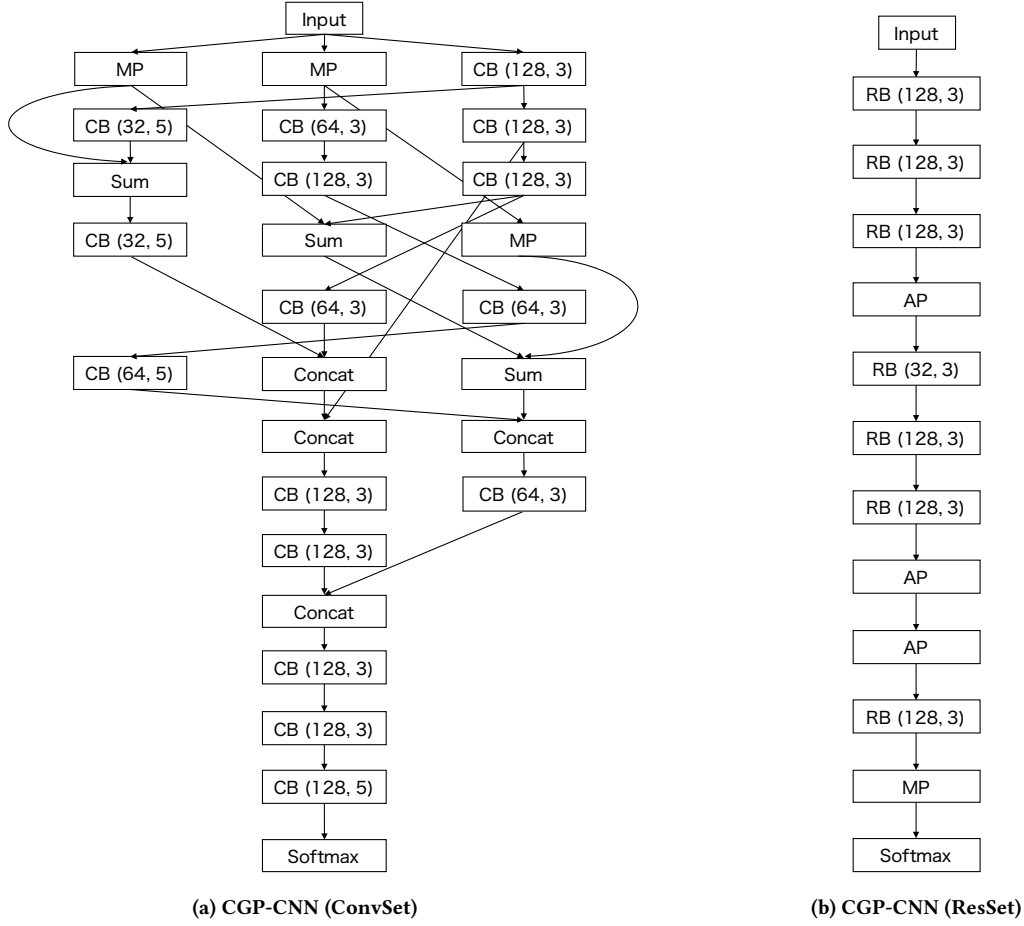 Input
MP
MP
CB (128, 3)
CB (32, 5)
CB (64, 3)
CB (128, 3)
Sum
CB (128, 3)
CB (128, 3)
CB (32, 5)
Sum
MP
CB (64, 3)
CB (64, 3)
CB (64, 5)
Concat
Sum
Concat
Concat
CB (128, 3)
CB (64, 3)
CB (128, 3)
Concat
CB (128, 3)
CB (128, 3)
CB (128, 5)
Softmax
(a) CGP-CNN (ConvSet)
Input
RB (128, 3)
RB (128, 3)
RB (128, 3)
AP
RB (32, 3)
RB (128, 3)
RB (128, 3)
AP
AP
RB (128, 3)
MP
Softmax
(b) CGP-CNN (ResSet)